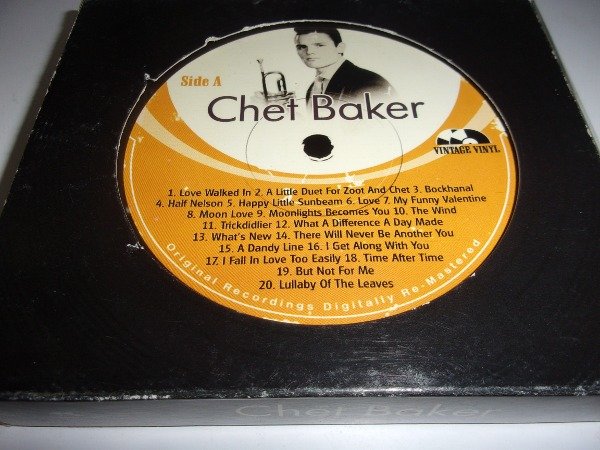 Side A
Chet Baker
VINTAGE VINYL
1. Love Walked In 2. A Little Duet For Zoot And Chet 3. Bockhanal
4. Half Nelson 5. Happy Little Sunbeam 6. Love 7. My Funny Valentine
8. Moon Love 9. Moonlights Becomes You 10. The Wind
11. Trickdidlier 12. What A Difference A Day Made
13. What's New 14. There Will Never Be Another You
15. A Dandy Line 16. I Get Along With You
17. I Fall In Love Too Easily 18. Time After Time
19. But Not For Me
20. Lullaby Of The Leaves
Original Recordings Digitally Re-Mastered
Chet Baker